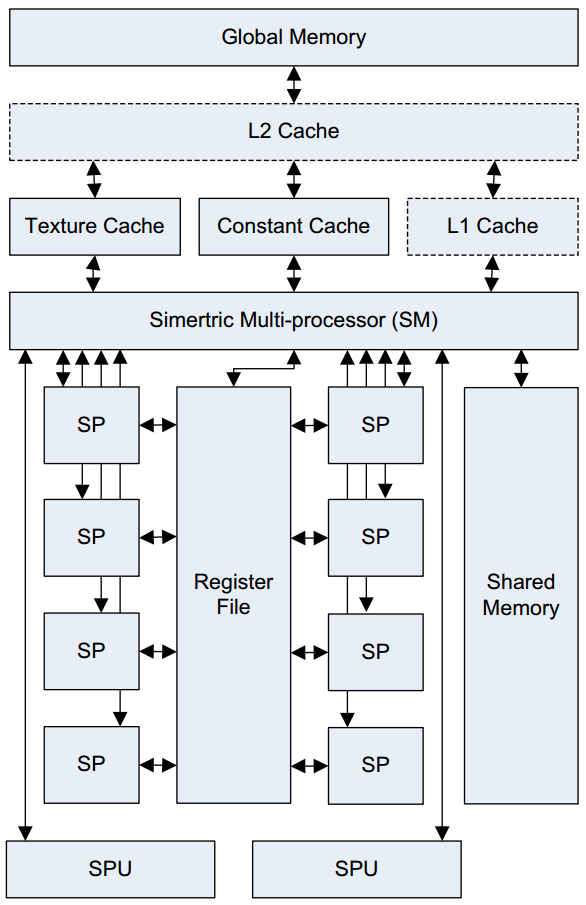 Global Memory
L2 Cache
Texture Cache
Constant Cache
L1 Cache
Simertric Multi-processor (SM)
SP
SP
SP
SP
SP
SP
SP
SP
Register
File
Shared
Memory
SPU
SPU